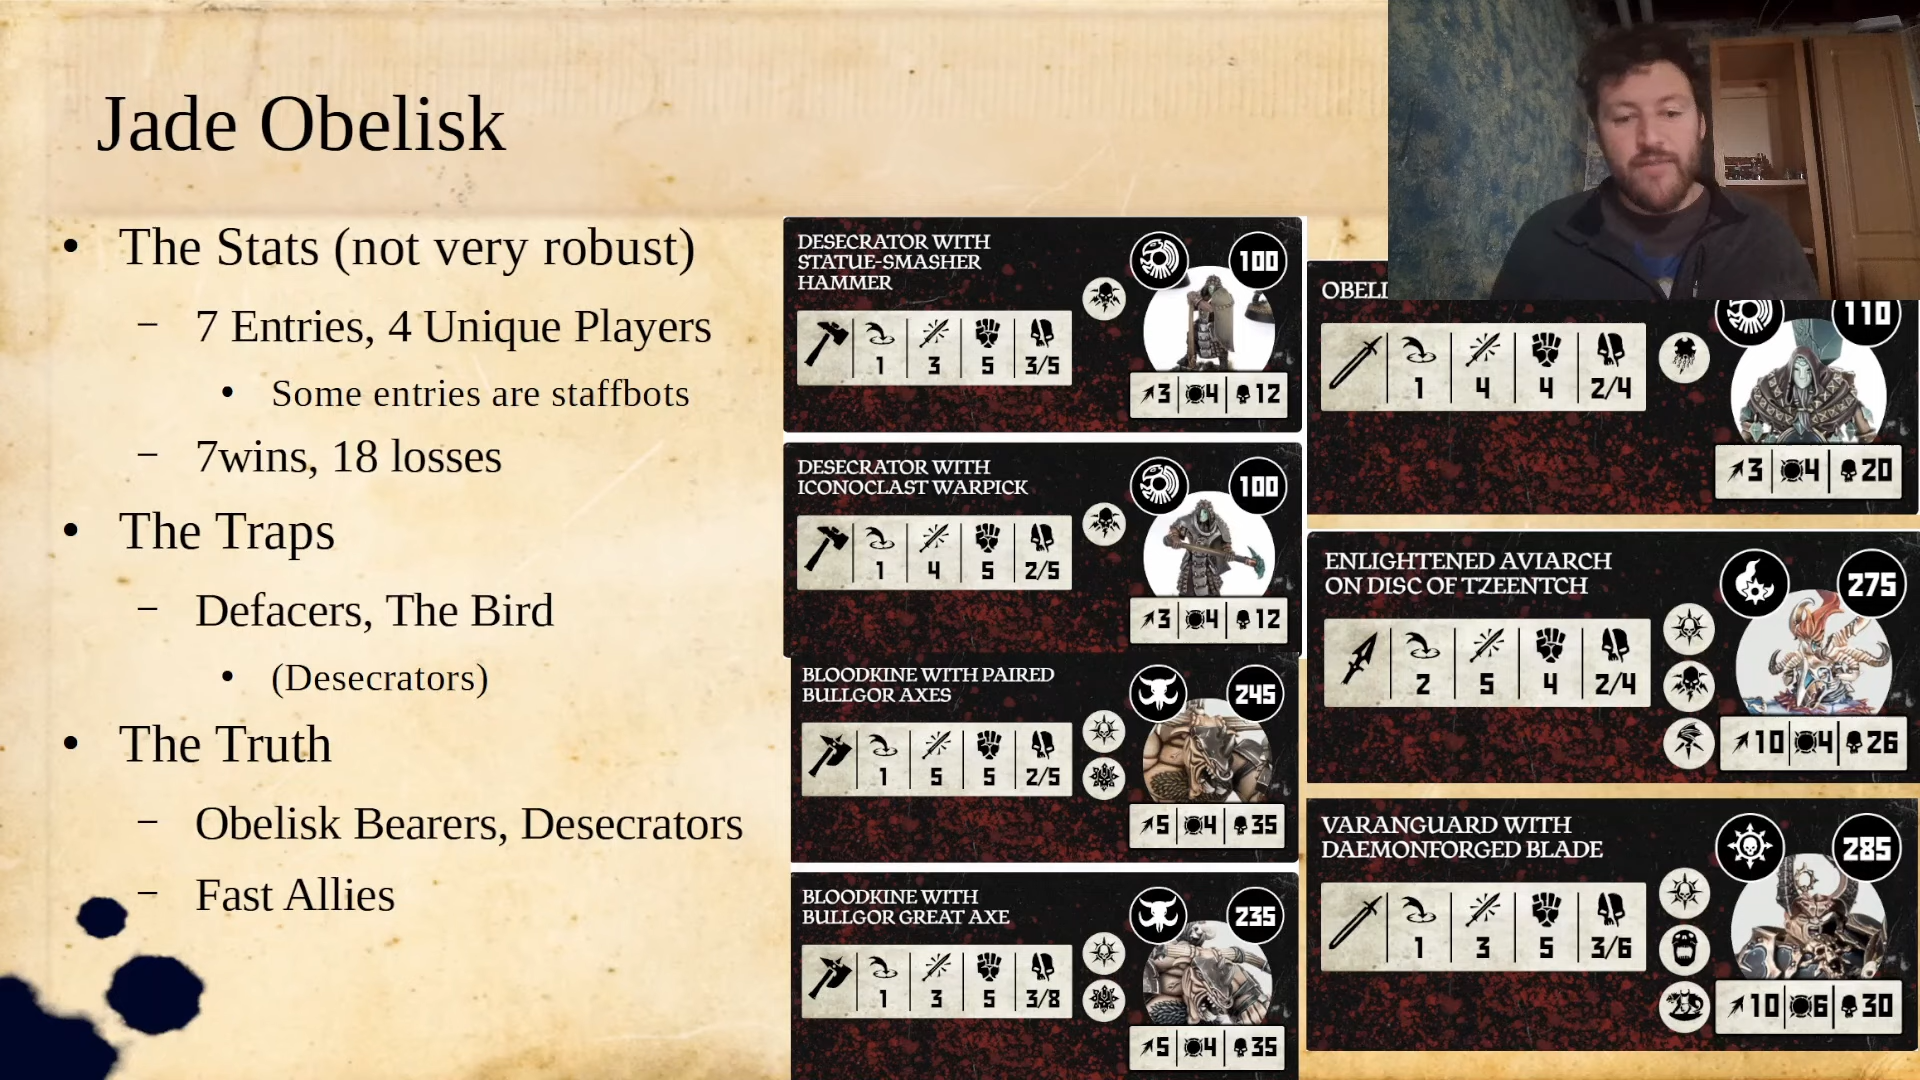 Jade Obelisk
• The Stats (not very robust)
– 7 Entries, 4 Unique Players
• Some entries are staffbots
– 7wins, 18 losses
• The Traps
– Defacers, The Bird
• (Desecrators)
• The Truth
– Obelisk Bearers, Desecrators
– Fast Allies
DESECRATOR WITH
STATUE-SMASHER
HAMMER
100
1 3 5 3/5
3 4 12
DESECRATOR WITH
ICONOCLAST WARPICK
100
1 4 5 2/5
3 4 12
BLOODKINE WITH PAIRED
BULLGOR AXES
245
1 5 5 2/5
5 4 35
BLOODKINE WITH
BULLGOR GREAT AXE
235
1 3 5 3/8
5 4 35
110
1 4 4 2/4
3 4 20
ENLIGHTENED AVIARCH
ON DISC OF TZEENTCH
275
2 5 4 2/4
10 4 26
VARANGUARD WITH
DAEMONFORGED BLADE
285
1 3 5 3/6
10 6 30